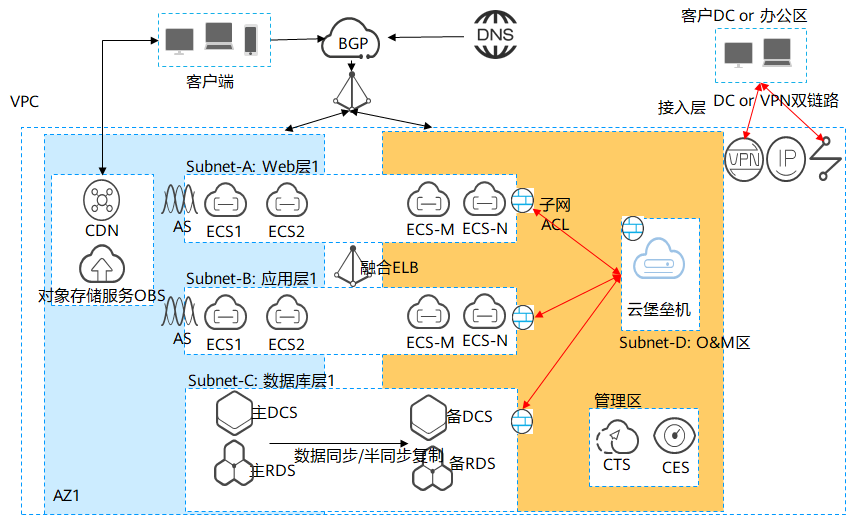 客户DC or 办公区
BGP
DNS
客户端
VPC
接入层
DC or VPN双链路
VPN
IP
Subnet-A: Web层1
CDN
AS
ECS1
ECS2
ECS-M
ECS-N
子网
ACL
对象存储服务OBS
融合ELB
Subnet-B: 应用层1
云堡垒机
AS
ECS1
ECS2
ECS-M
ECS-N
Subnet-D: O&M区
Subnet-C: 数据库层1
主DCS
备DCS
管理区
数据同步/半同步复制
主RDS
备RDS
CTS
CES
AZ1